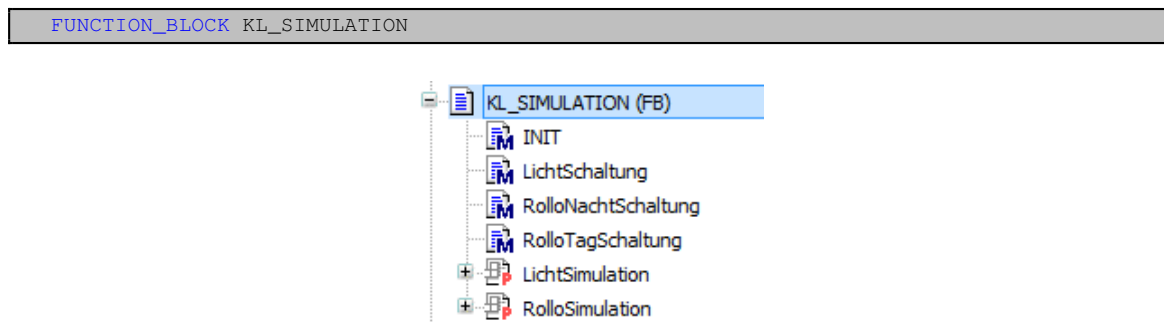 FUNCTION_BLOCK KL_SIMULATION
KL_SIMULATION (FB)
INIT
LichtSchaltung
RolloNachtSchaltung
RolloTagSchaltung
LichtSimulation
RolloSimulation